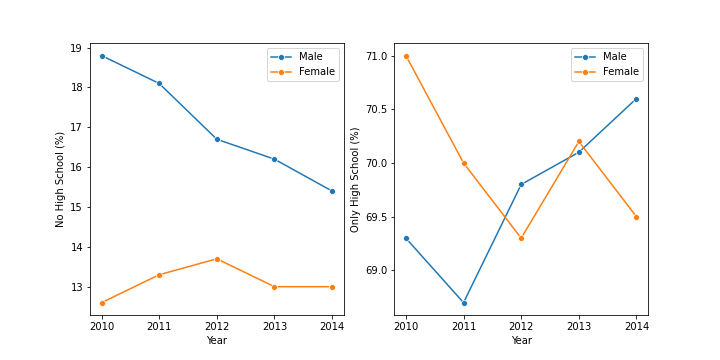 19
18
17
16
15
14
13
No High School (%)
2010 2011 2012 2013 2014
Year
Male
Female
71.0
70.5
70.0
69.5
69.0
Only High School (%)
2010 2011 2012 2013 2014
Year
Male
Female